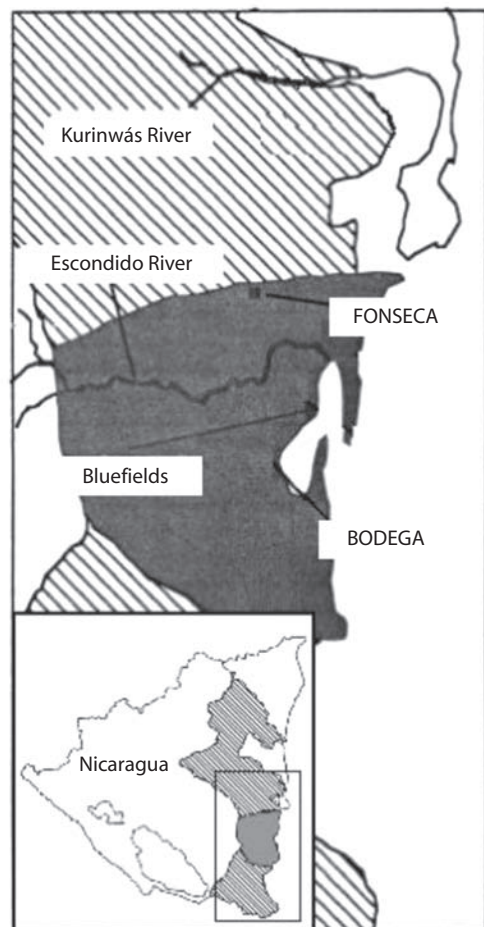 Kurinwás River
Escondido River
FONSECA
Bluefields
BODEGA
Nicaragua